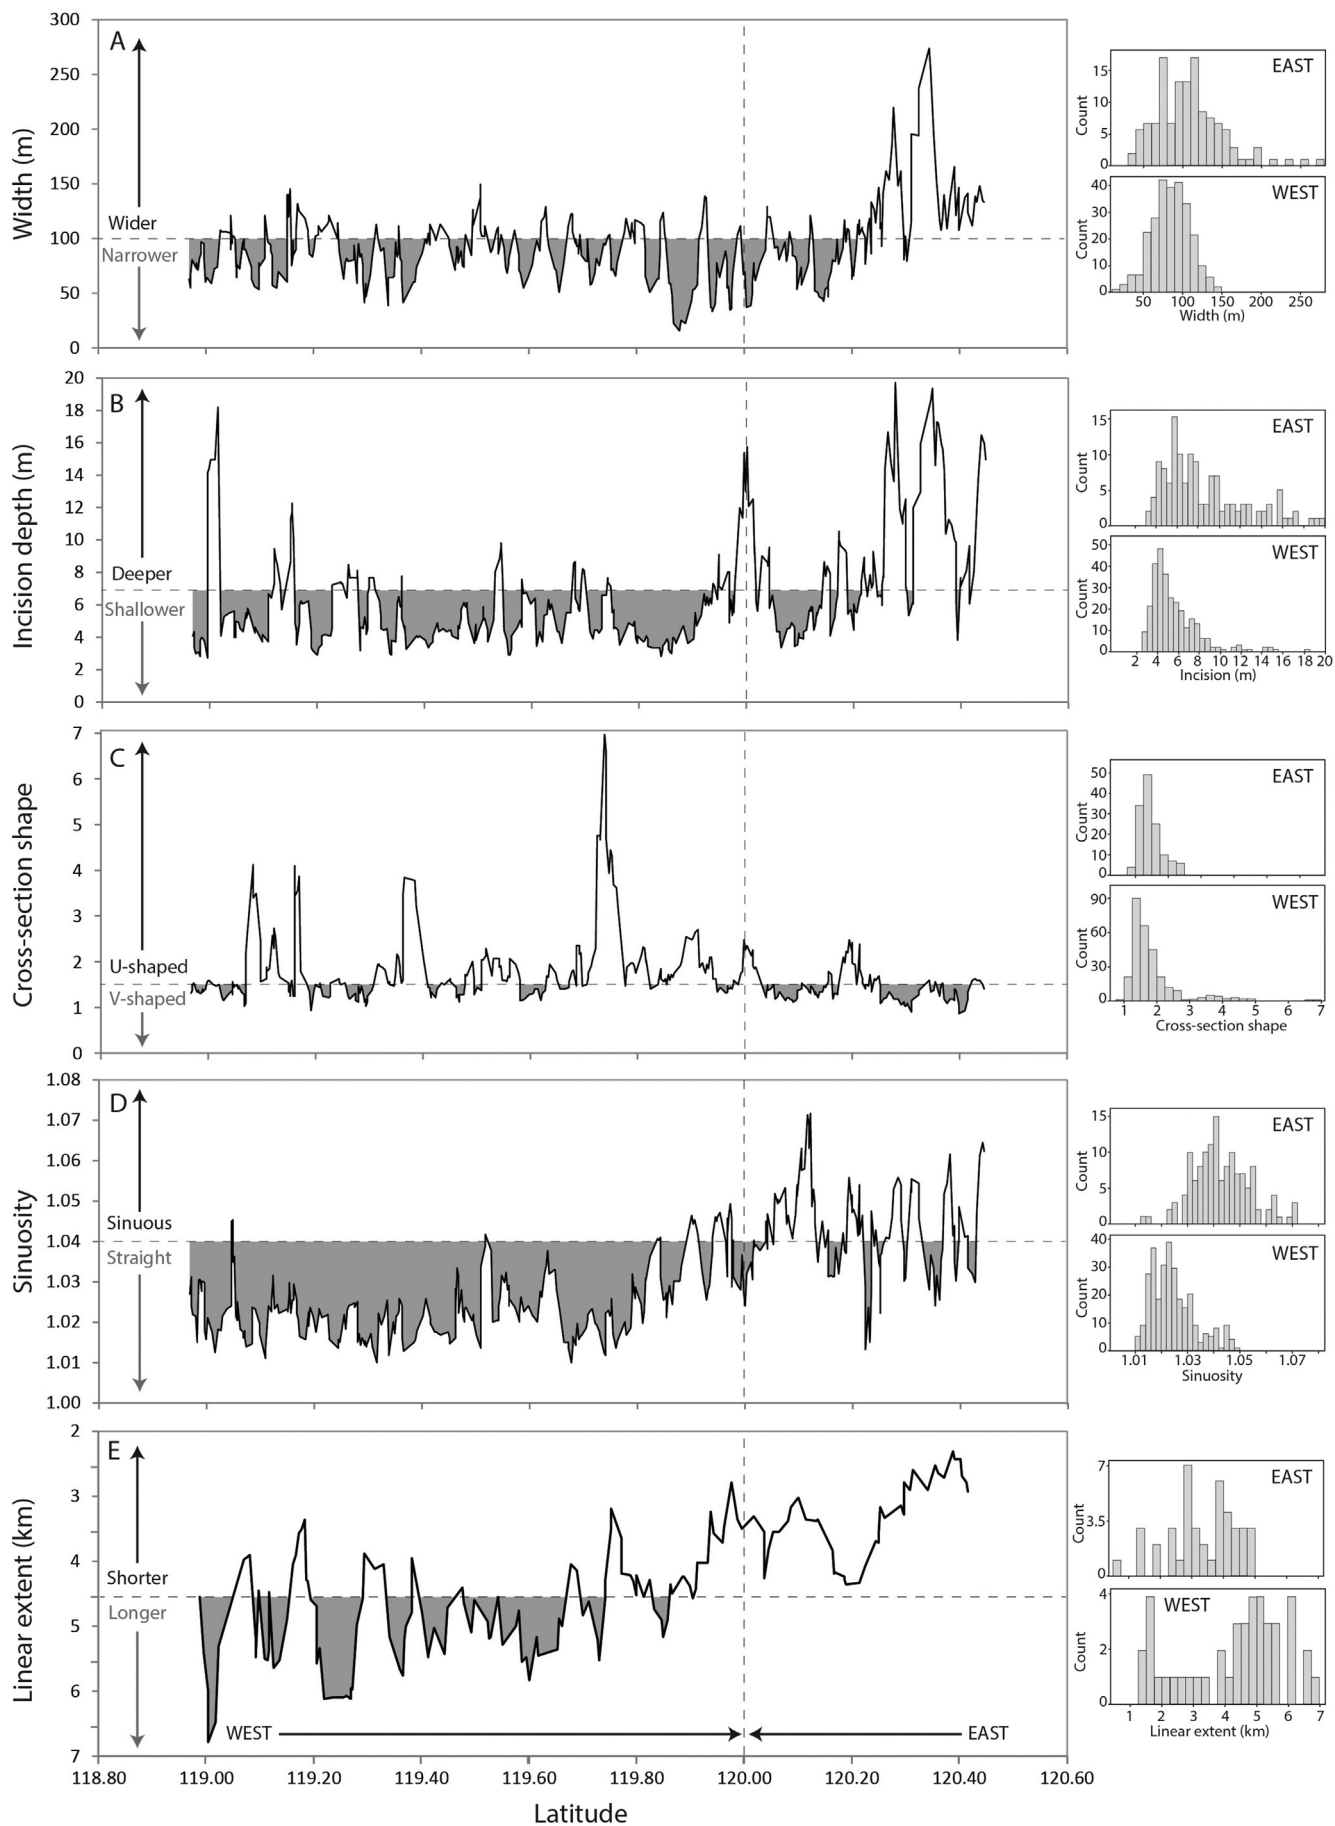 A
300
250
200
150
100
50
0
Width (m)
Wider
Narrower
EAST
Count
15
10
5
0
WEST
Count
40
30
20
10
0
50 100 150 200 250
Width (m)
B
20
18
16
14
12
10
8
6
4
2
0
Incision depth (m)
Deeper
Shallower
EAST
Count
15
10
5
0
WEST
Count
50
40
30
20
10
0
2 4 6 8 10 12 14 16 18 20
Incision (m)
C
7
6
5
4
3
2
1
0
Cross-section shape
U-shaped
V-shaped
EAST
Count
50
40
30
20
10
0
WEST
Count
90
60
30
0
1 2 3 4 5 6 7
Cross-section shape
D
1.08
1.07
1.06
1.05
1.04
1.03
1.02
1.01
1.00
Sinuosity
Sinuous
Straight
EAST
Count
15
10
5
0
WEST
Count
40
30
20
10
0
1.01 1.03 1.05 1.07
Sinuosity
E
2
3
4
5
6
7
Linear extent (km)
Shorter
Longer
WEST
EAST
118.80 119.00 119.20 119.40 119.60 119.80 120.00 120.20 120.40 120.60
Latitude
EAST
Count
7
3.5
0
WEST
Count
4
2
0
1 2 3 4 5 6 7
Linear extent (km)